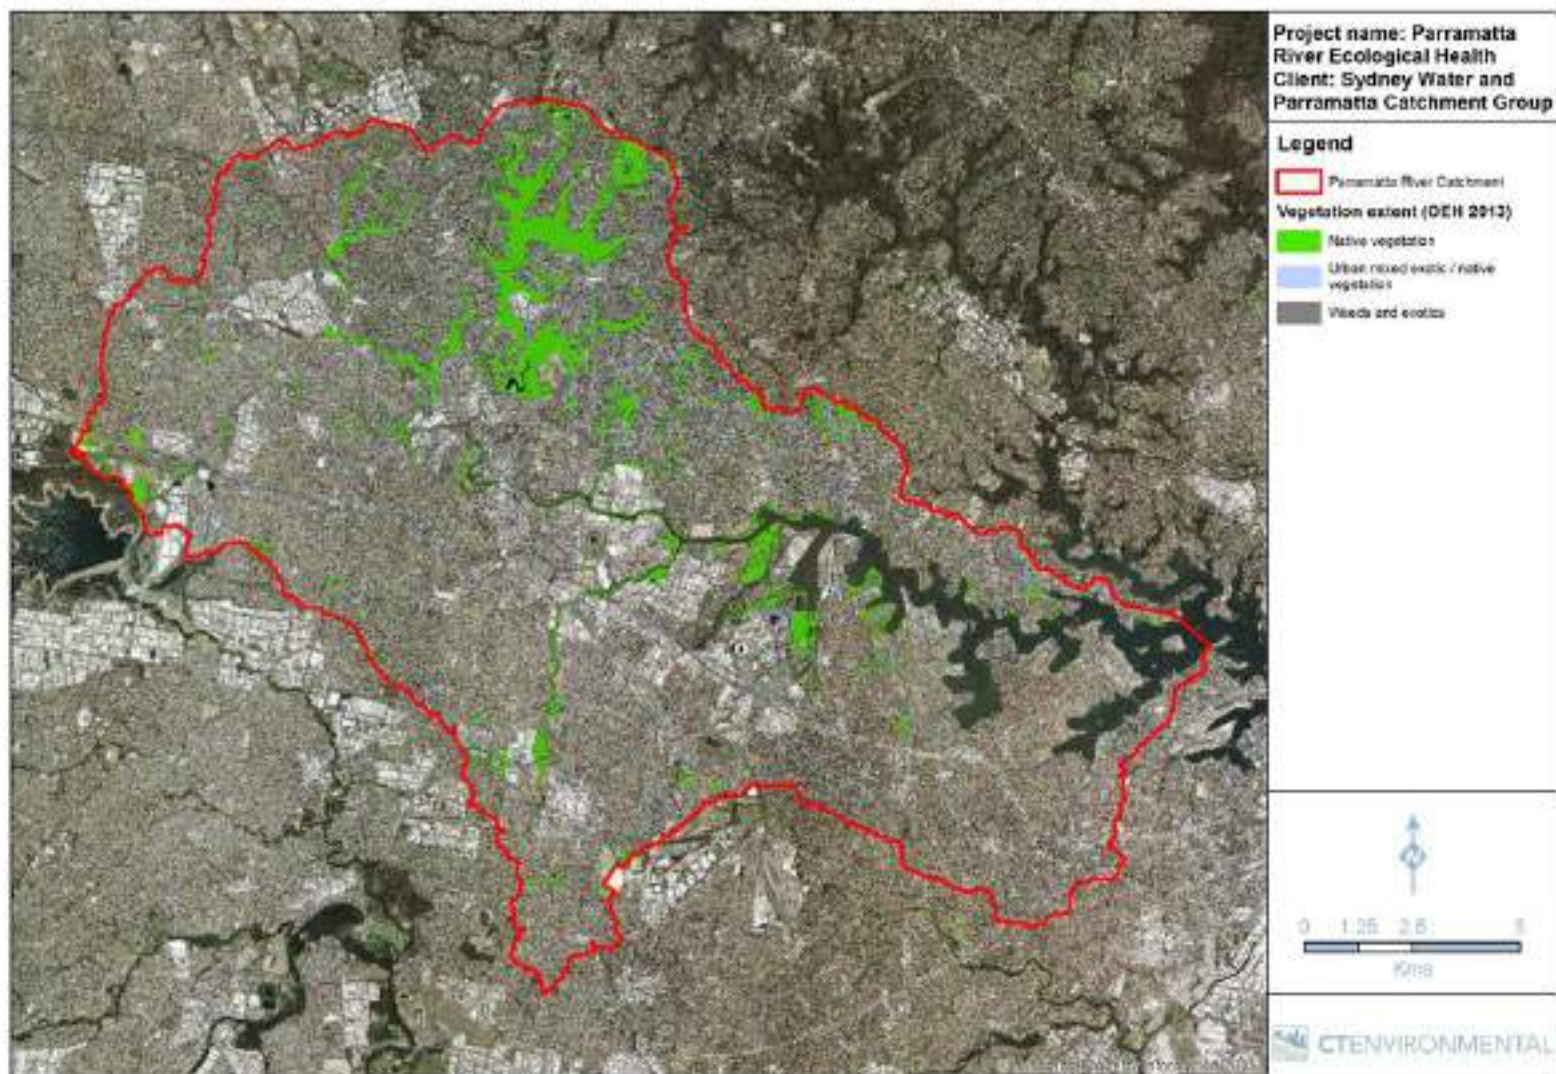 Project name: Parramatta
River Ecological Health
Client: Sydney Water and
Parramatta Catchment Group
Legend
Parramatta River Catchment
Vegetation extent (OEH 2013)
Native vegetation
Urban mixed exotic / native
vegetation
Weeds and exotics
0 1.25 2.5 5
Kms
CTENVIRONMENTAL